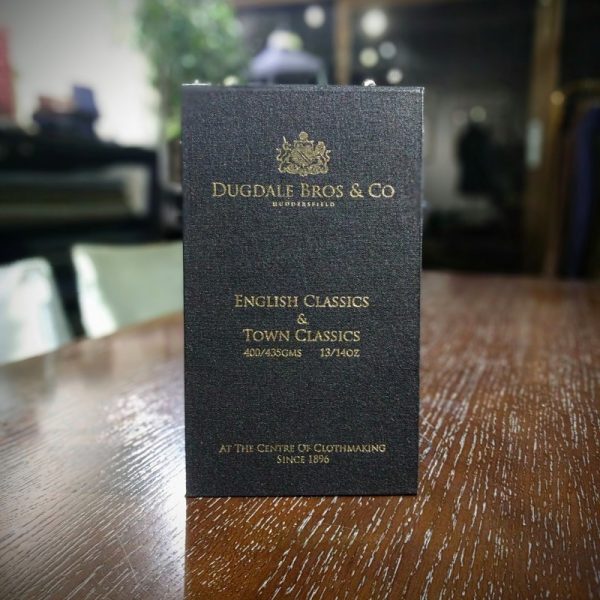 DUGDALE BROS & CO
HUDDERSFIELD
ENGLISH CLASSICS
&
TOWN CLASSICS
400/435GMS 13/14OZ
AT THE CENTRE OF CLOTHMAKING
SINCE 1896